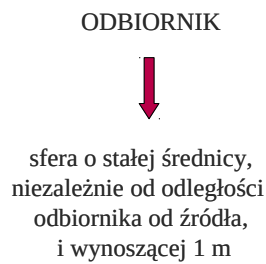 ODBIORNIK
sfera o stałej średnicy,
niezależnie od odległości
odbiornika od źródła,
i wynoszącej 1 m